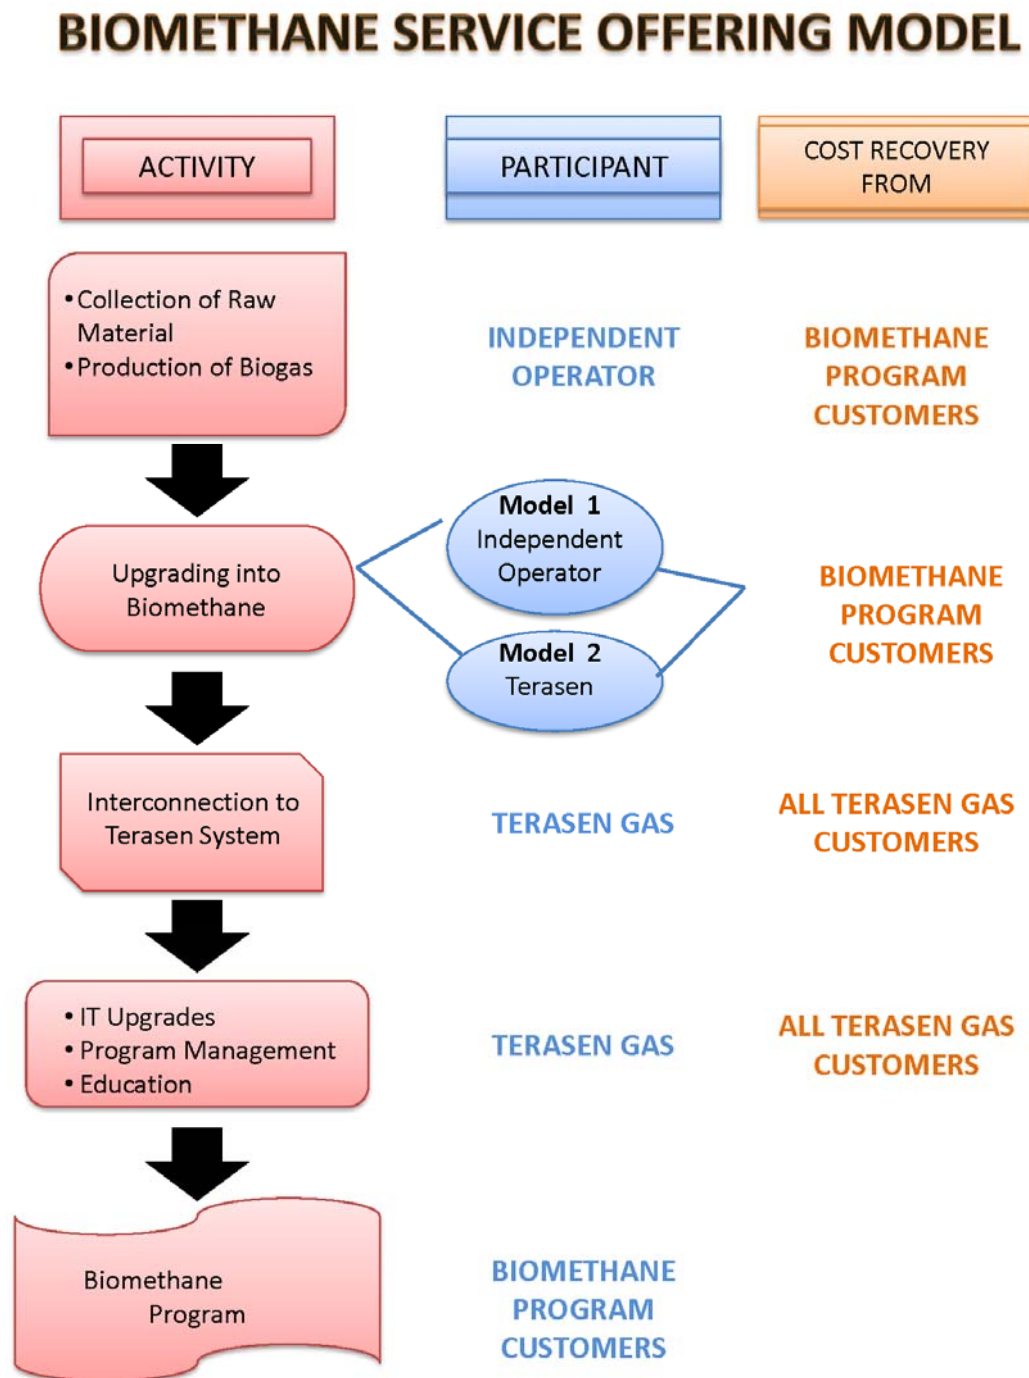 BIOMETHANE SERVICE OFFERING MODEL
ACTIVITY
PARTICIPANT
COST RECOVERY
FROM
• Collection of Raw
Material
• Production of Biogas
INDEPENDENT
OPERATOR
BIOMETHANE
PROGRAM
CUSTOMERS
Upgrading into
Biomethane
Model 1
Independent
Operator
Model 2
Terasen
BIOMETHANE
PROGRAM
CUSTOMERS
Interconnection to
Terasen System
TERASEN GAS
ALL TERASEN GAS
CUSTOMERS
• IT Upgrades
• Program Management
• Education
TERASEN GAS
ALL TERASEN GAS
CUSTOMERS
Biomethane
Program
BIOMETHANE
PROGRAM
CUSTOMERS